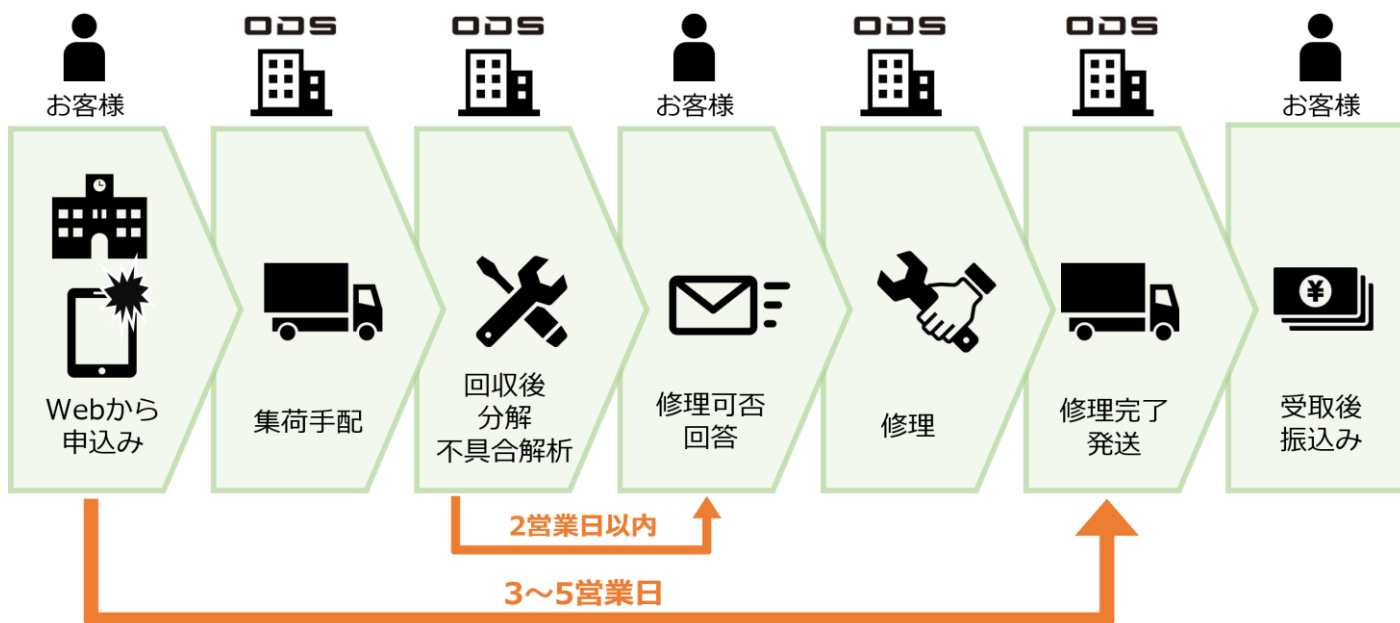 お客様
ODS
ODS
お客様
ODS
ODS
お客様
Webから
申込み
集荷手配
回収後
分解
不具合解析
修理可否
回答
修理
修理完了
発送
¥
受取後
振込み
2営業日以内
3～5営業日